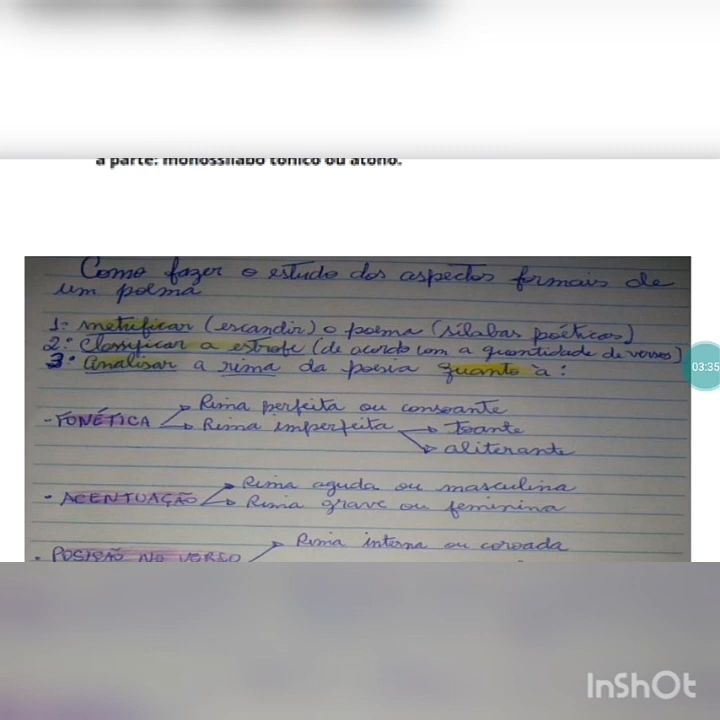 a parte: monossílabo tônico ou átono.
Como fazer o estudo dos aspectos formais de
um poema
1º metrificar (escandir) o poema (sílabas poéticas)
2º Classificar a estrofe (de acordo com a quantidade de versos)
3º Analisar a rima da poesia quanto à:
- FONÉTICA Rima perfeita ou consoante
Rima imperfeita toante
aliterante
• ACENTUAÇÃO Rima aguda ou masculina
Rima grave ou feminina
• POSIÇÃO NO VERSO Rima interna ou coroada
03:35
InShOt